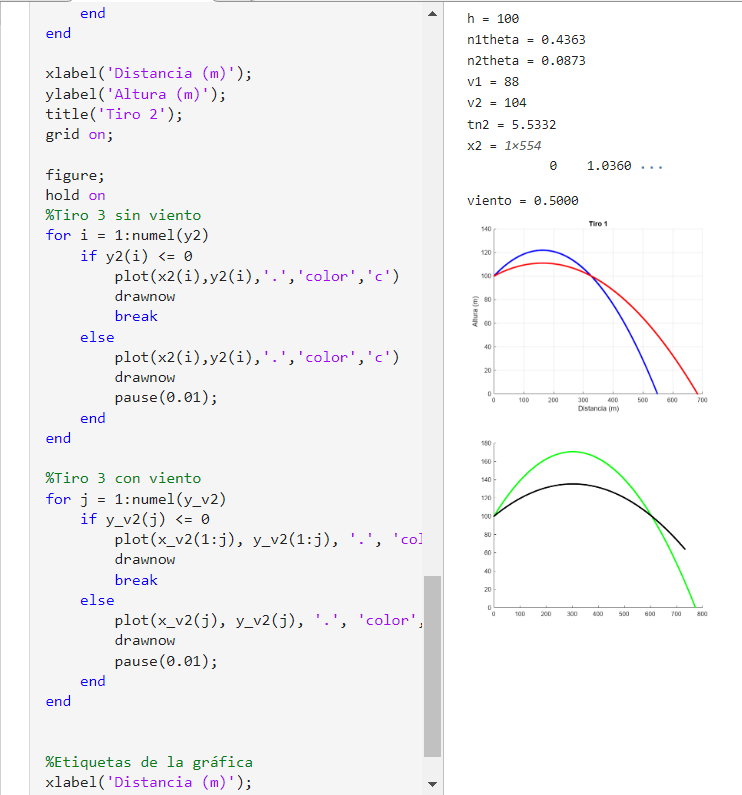 end
end
xlabel('Distancia (m)');
ylabel('Altura (m)');
title('Tiro 2');
grid on;
figure;
hold on
%Tiro 3 sin viento
for i = 1:numel(y2)
if y2(i) <= 0
plot(x2(i),y2(i),'.','color','c')
drawnow
break
else
plot(x2(i),y2(i),'.','color','c')
drawnow
pause(0.01);
end
end
%Tiro 3 con viento
for j = 1:numel(y_v2)
if y_v2(j) <= 0
plot(x_v2(1:j), y_v2(1:j), '.', 'col
drawnow
break
else
plot(x_v2(j), y_v2(j), '.', 'color',
drawnow
pause(0.01);
end
end
%Etiquetas de la gráfica
xlabel('Distancia (m)');
h = 100
n1theta = 0.4363
n2theta = 0.0873
v1 = 88
v2 = 104
tn2 = 5.5332
x2 = 1×554
0 1.0360 ...
viento = 0.5000
Tiro 1
140
120
100
80
60
40
20
0
Altura (m)
0 100 200 300 400 500 600 700
Distancia (m)
180
160
140
120
100
80
60
40
20
0
0 100 200 300 400 500 600 700 800